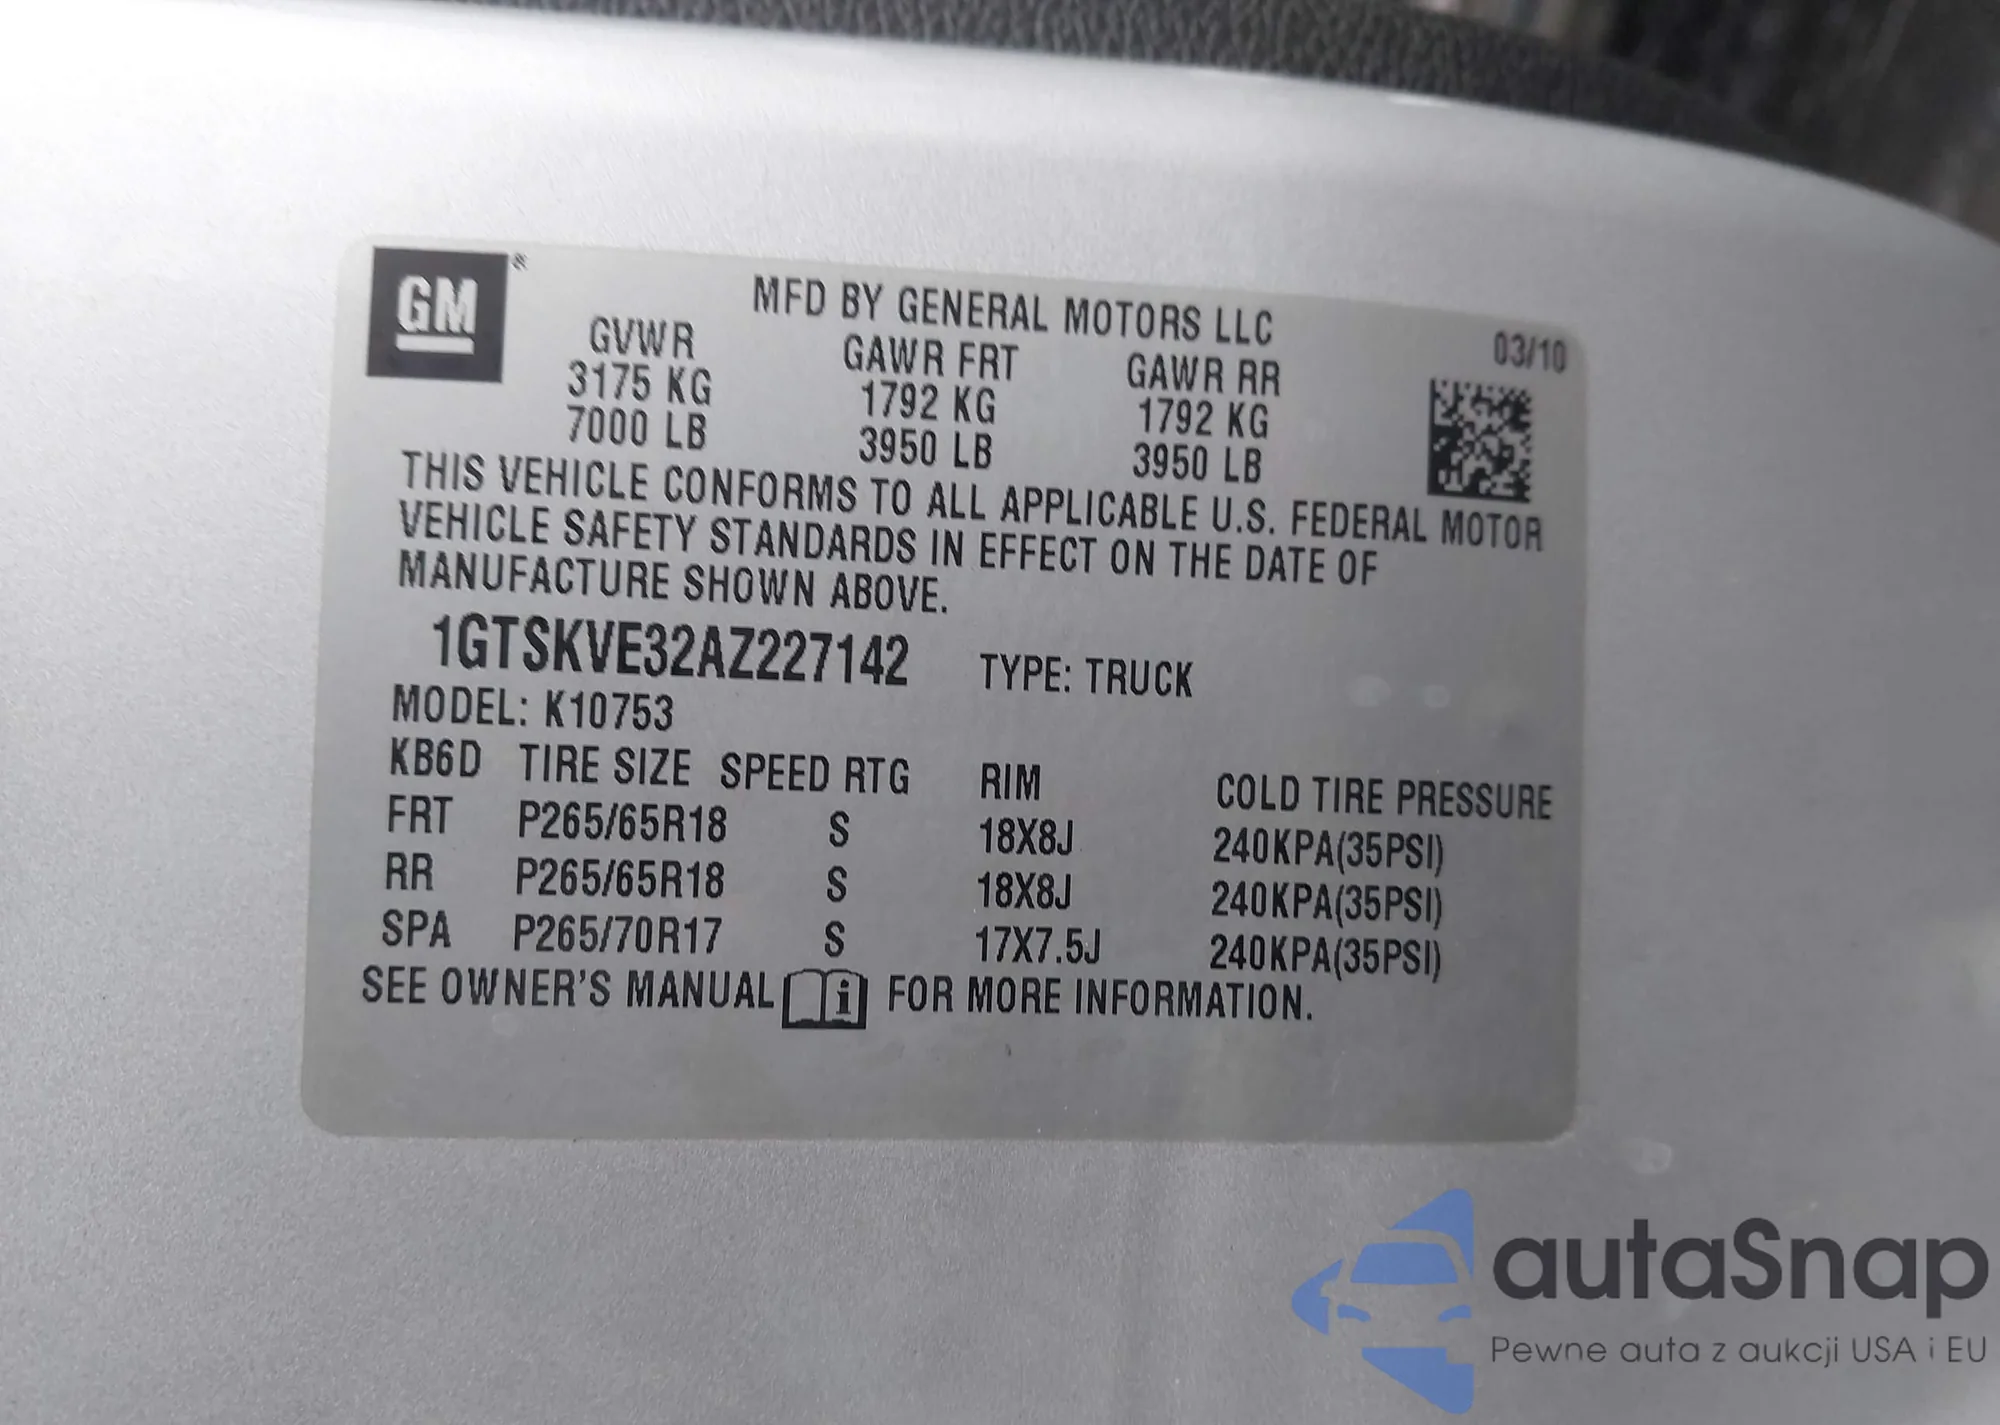 GM®
MFD BY GENERAL MOTORS LLC
03/10
GVWR GAWR FRT GAWR RR
3175 KG 1792 KG 1792 KG
7000 LB 3950 LB 3950 LB
THIS VEHICLE CONFORMS TO ALL APPLICABLE U.S. FEDERAL MOTOR
VEHICLE SAFETY STANDARDS IN EFFECT ON THE DATE OF
MANUFACTURE SHOWN ABOVE.
1GTSKVE32AZ227142 TYPE: TRUCK
MODEL: K10753
KB6D TIRE SIZE SPEED RTG RIM COLD TIRE PRESSURE
FRT P265/65R18 S 18X8J 240KPA(35PSI)
RR P265/65R18 S 18X8J 240KPA(35PSI)
SPA P265/70R17 S 17X7.5J 240KPA(35PSI)
SEE OWNER'S MANUAL i FOR MORE INFORMATION.
autaSnap
Pewne auta z aukcji USA i EU